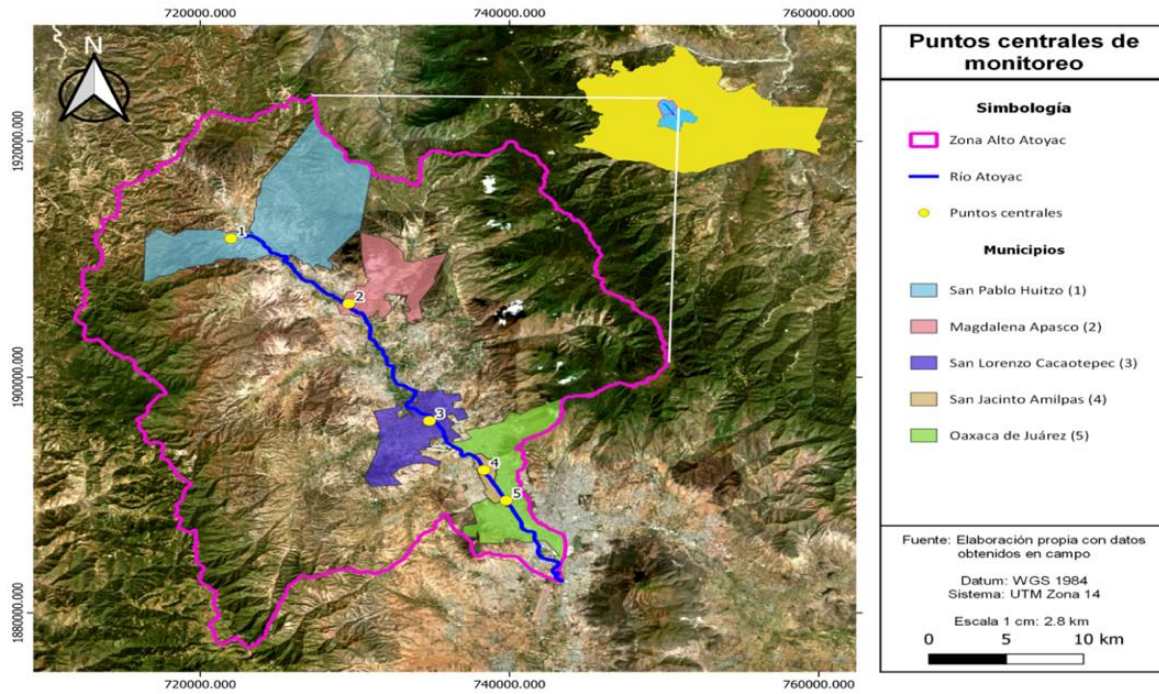 720000.000
740000.000
760000.000
N
1920000.000
1900000.000
1880000.000
1
2
3
4
5
720000.000
740000.000
760000.000
Puntos centrales de
monitoreo
Simbología
Zona Alto Atoyac
Río Atoyac
Puntos centrales
Municipios
San Pablo Huitzo (1)
Magdalena Apasco (2)
San Lorenzo Cacaotepec (3)
San Jacinto Amilpas (4)
Oaxaca de Juárez (5)
Fuente: Elaboración propia con datos
obtenidos en campo
Datum: WGS 1984
Sistema: UTM Zona 14
Escala 1 cm: 2.8 km
0 5 10 km